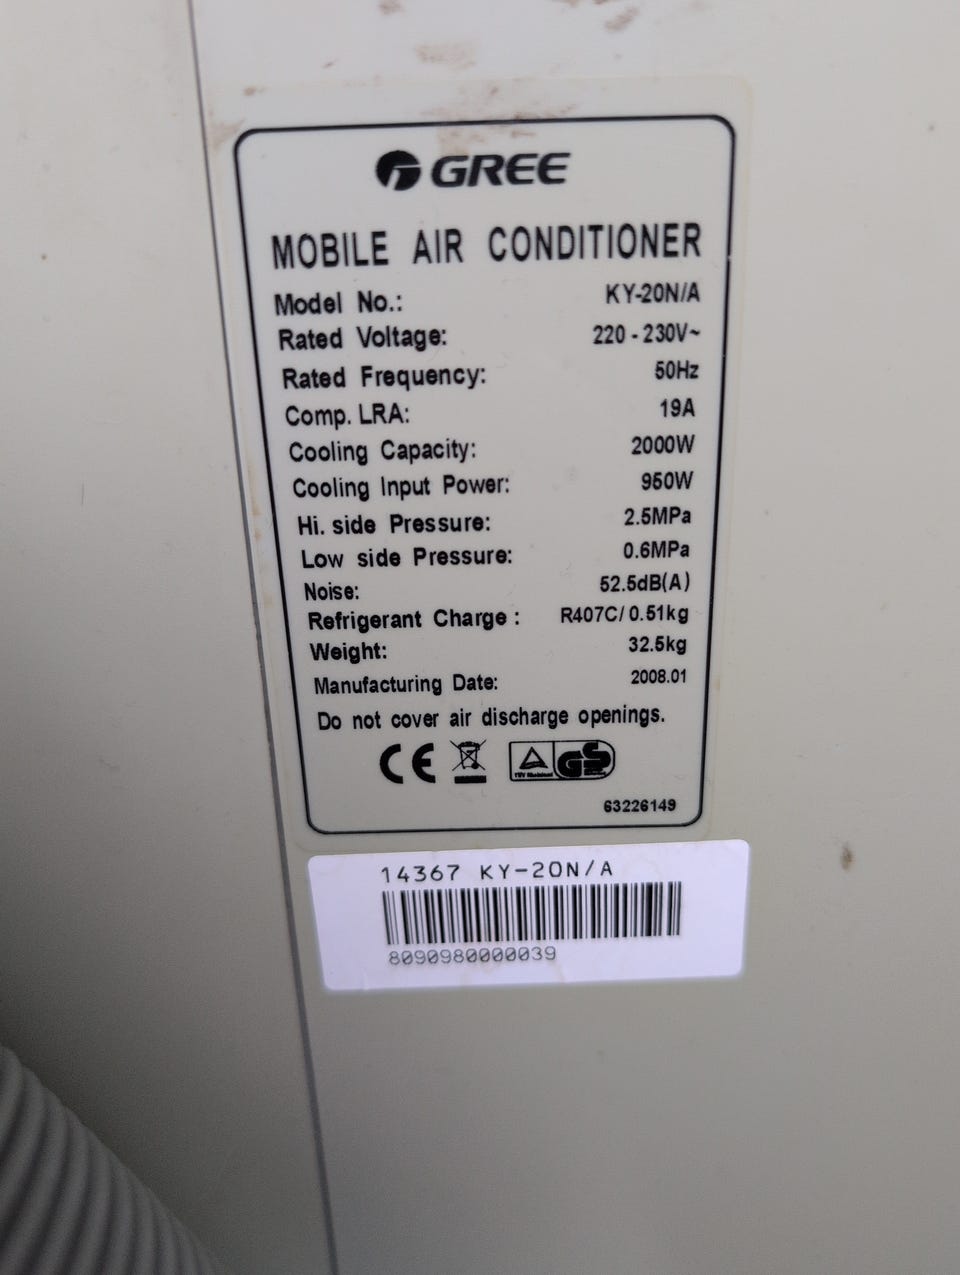 GREE
MOBILE AIR CONDITIONER
Model No.: KY-20N/A
Rated Voltage: 220 - 230V~
Rated Frequency: 50Hz
Comp. LRA: 19A
Cooling Capacity: 2000W
Cooling Input Power: 950W
Hi. side Pressure: 2.5MPa
Low side Pressure: 0.6MPa
Noise: 52.5dB(A)
Refrigerant Charge : R407C/ 0.51kg
Weight: 32.5kg
Manufacturing Date: 2008.01
Do not cover air discharge openings.
CE TÜV Rheinland GS
63226149
14367 KY-20N/A
8090980000039